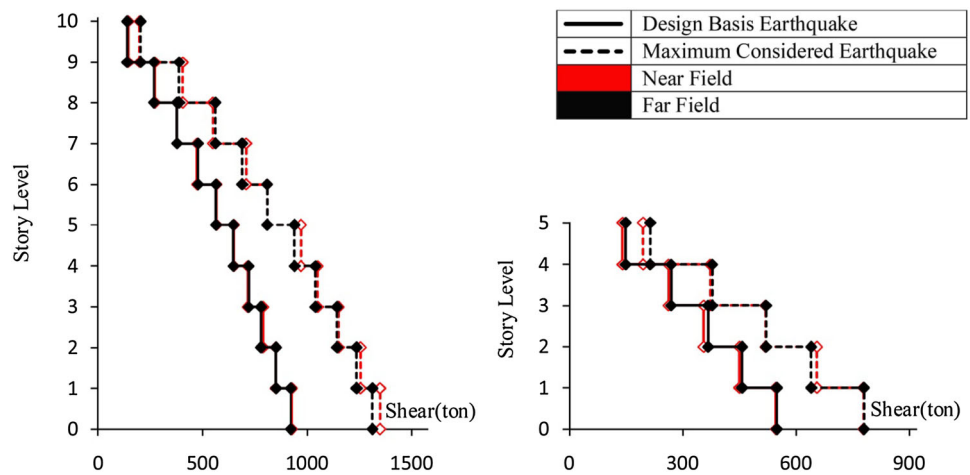 Design Basis Earthquake
Maximum Considered Earthquake
Near Field
Far Field
10
9
8
7
6
5
4
3
2
1
0
Story Level
Shear(ton)
0 500 1000 1500
5
4
3
2
1
0
Story Level
Shear(ton)
0 300 600 900